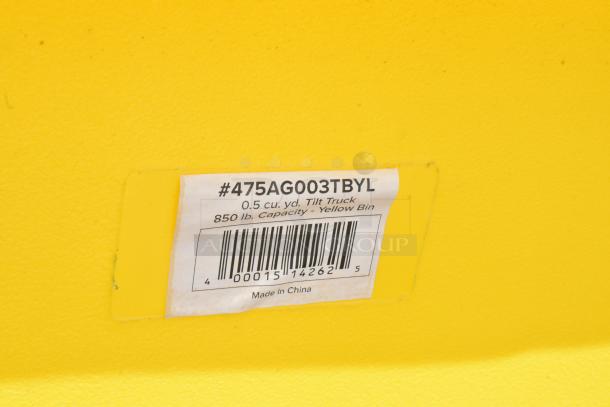 #475AG003TBYL
0.5 cu. yd. Tilt Truck
850 lb. Capacity - Yellow Bin
4 00015 14262 5
Made in China
GROUP